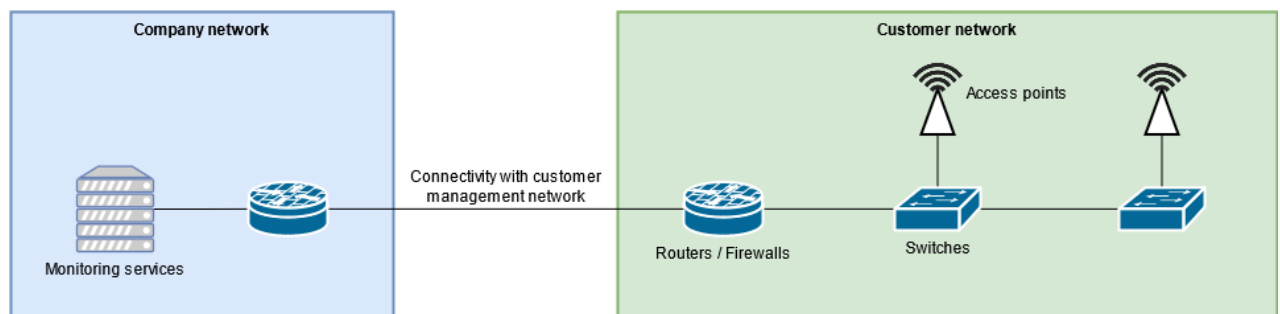 Company network
Customer network
Access points
Connectivity with customer
management network
Monitoring services
Routers / Firewalls
Switches